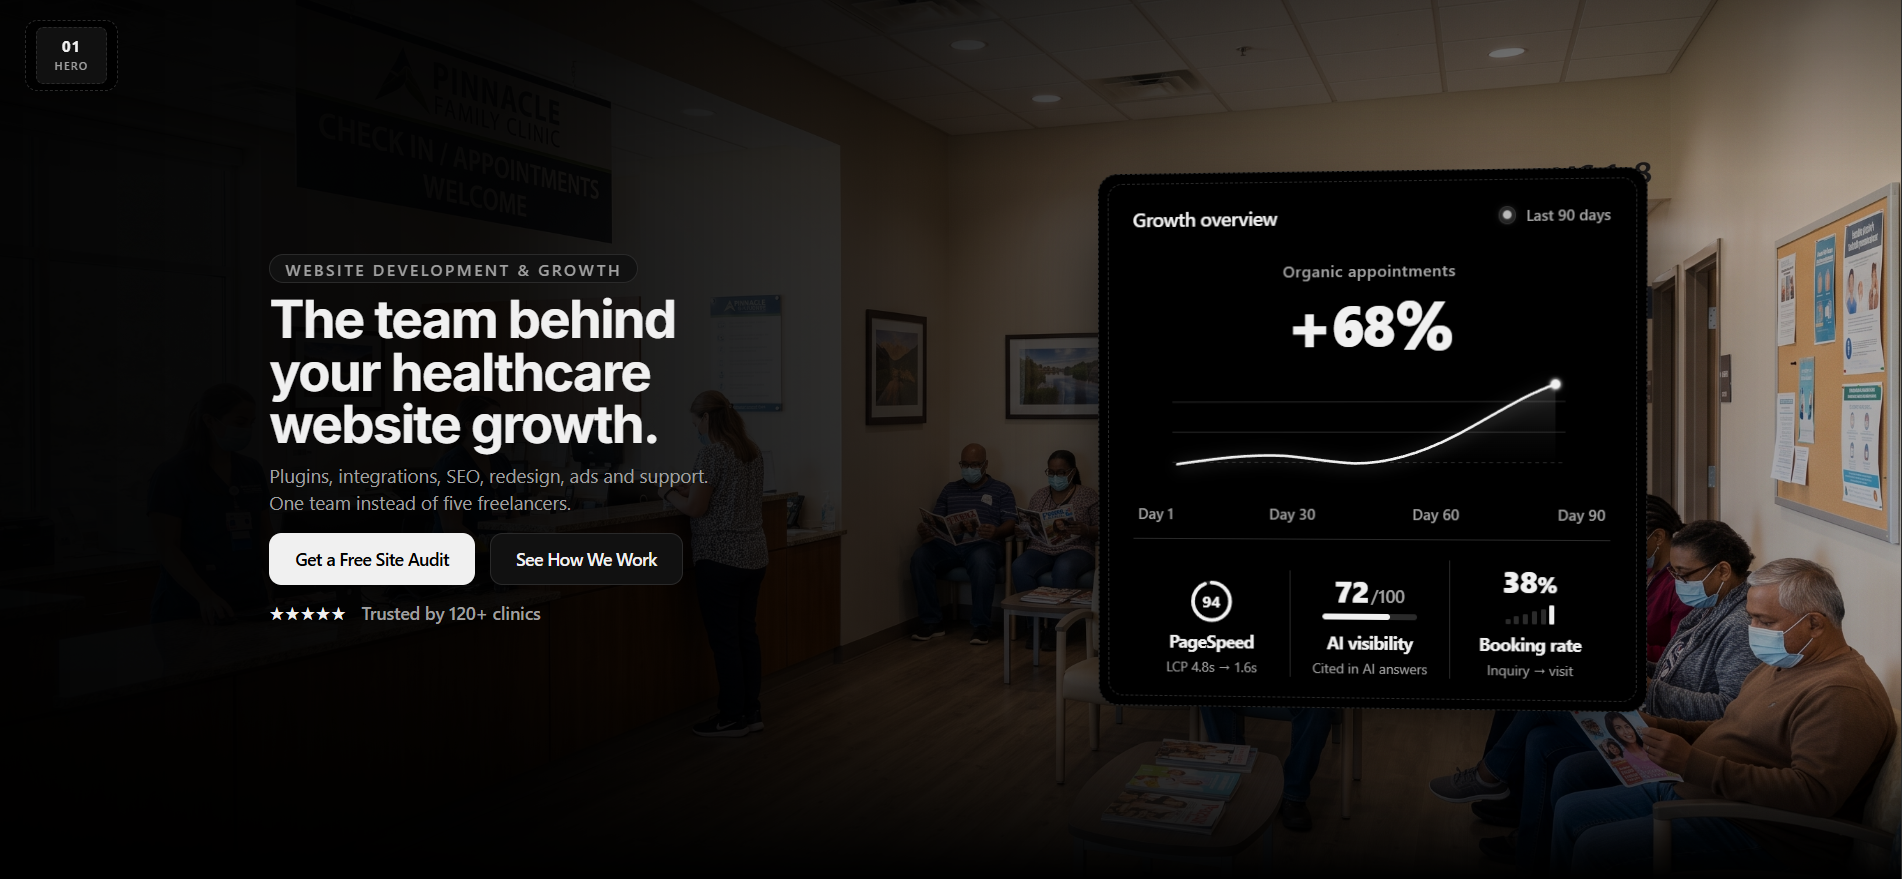 01
HERO
PINNACLE
FAMILY CLINIC
CHECK IN / APPOINTMENTS
WELCOME
WEBSITE DEVELOPMENT & GROWTH
The team behind
your healthcare
website growth.
Plugins, integrations, SEO, redesign, ads and support.
One team instead of five freelancers.
Get a Free Site Audit
See How We Work
★★★★★ Trusted by 120+ clinics
Growth overview
Last 90 days
Organic appointments
+68%
Day 1
Day 30
Day 60
Day 90
94
PageSpeed
LCP 4.8s → 1.6s
72/100
AI visibility
Cited in AI answers
38%
Booking rate
Inquiry → visit